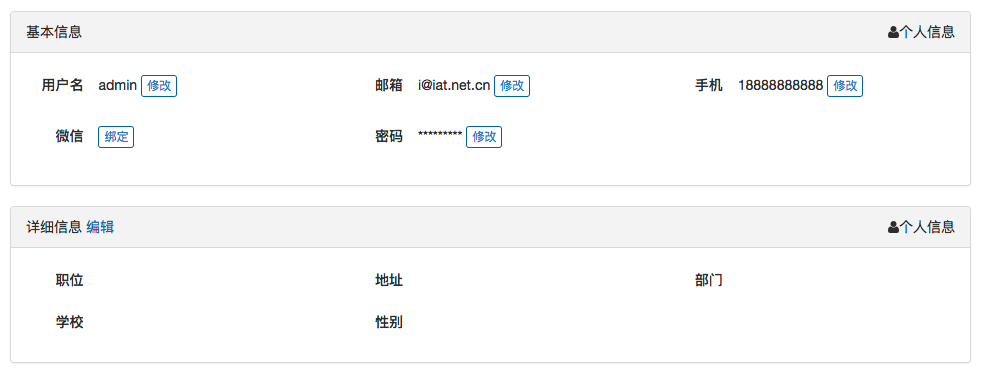 基本信息 个人信息
用户名 admin 修改 邮箱 i@iat.net.cn 修改 手机 18888888888 修改
微信 绑定 密码 ********* 修改
详细信息 编辑 个人信息
职位 地址 部门
学校 性别